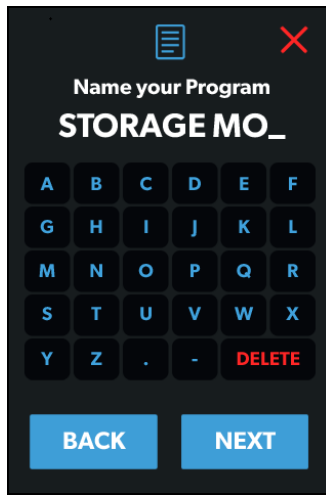 Name your Program
STORAGE MO_
A B C D E F
G H I J K L
M N O P Q R
S T U V W X
Y Z . - DELETE
BACK NEXT